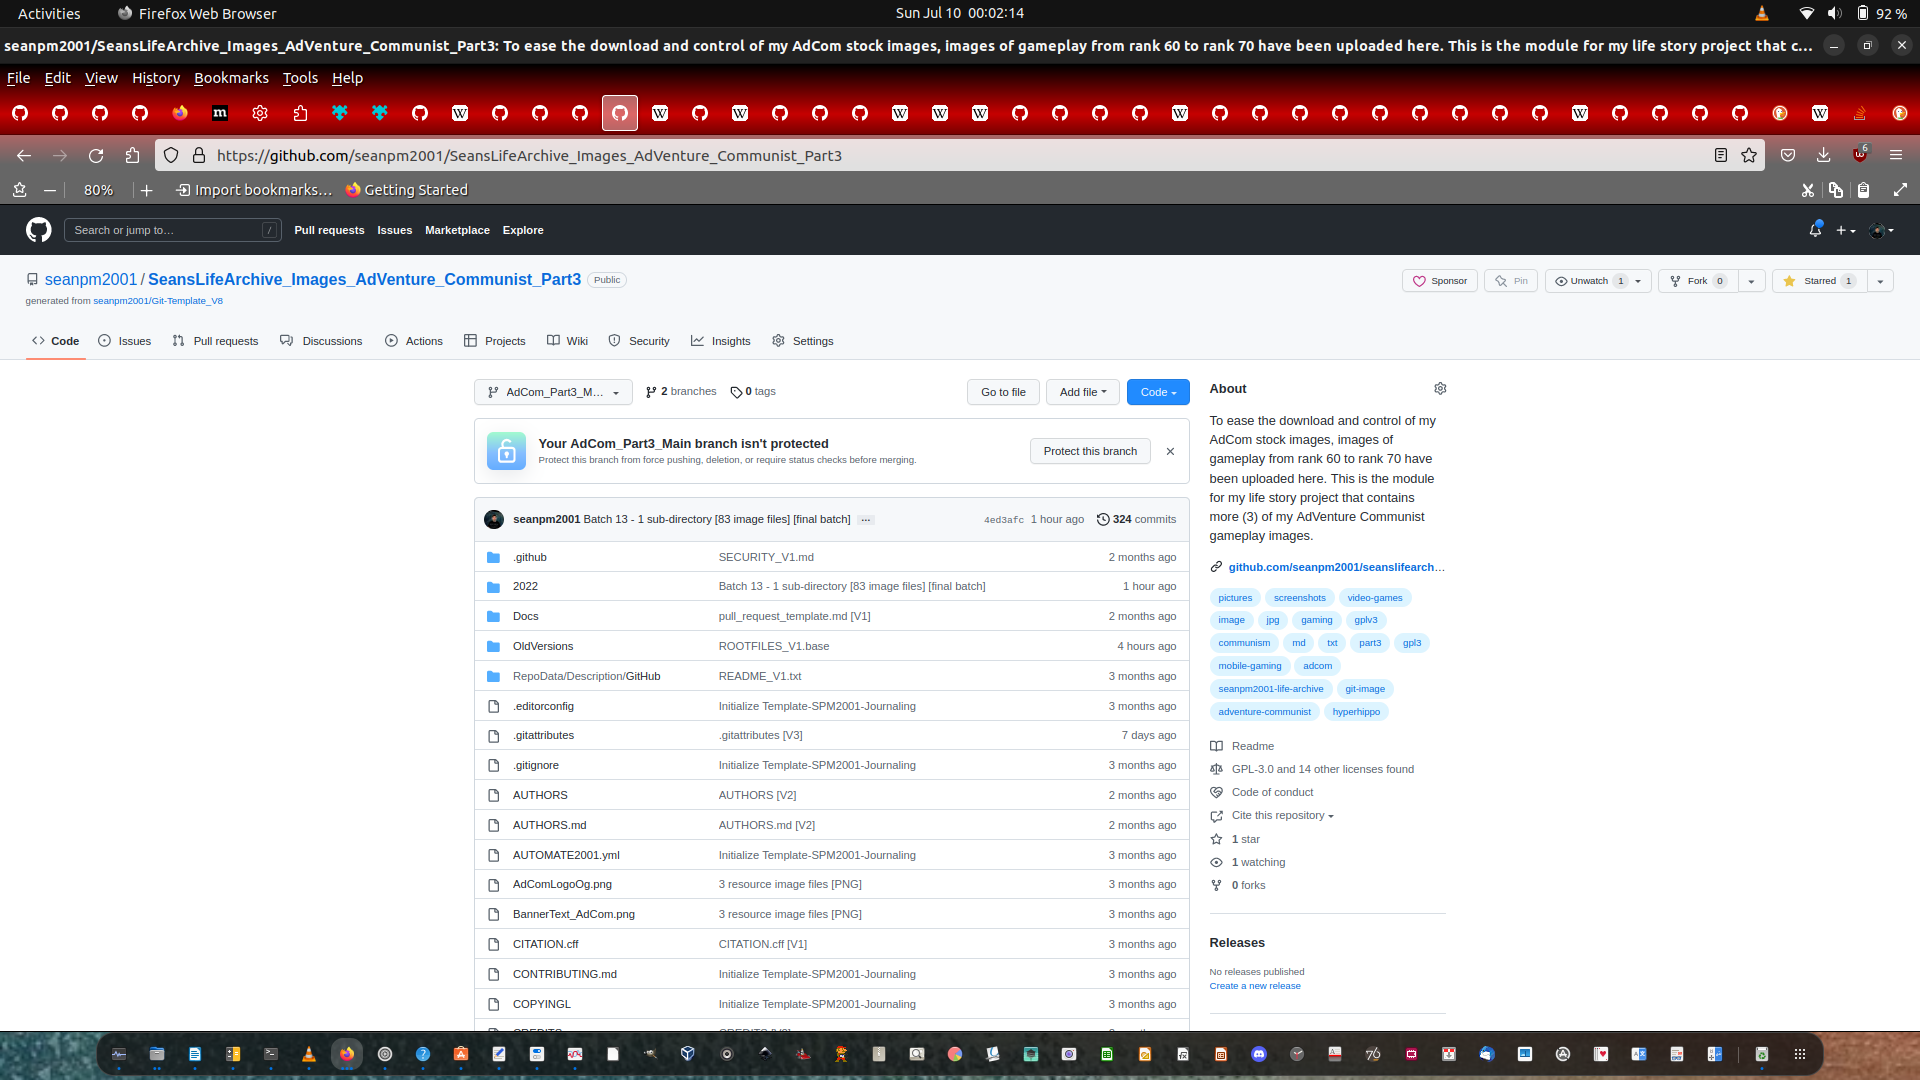 Activities
Firefox Web Browser
Sun Jul 10 00:02:14
92 %
seanpm2001/SeansLifeArchive_Images_AdVenture_Communist_Part3: To ease the download and control of my AdCom stock images, images of gameplay from rank 60 to rank 70 have been uploaded here. This is the module for my life story project that c...
File Edit View History Bookmarks Tools Help
https://github.com/seanpm2001/SeansLifeArchive_Images_AdVenture_Communist_Part3
6
80%
Import bookmarks...
Getting Started
Search or jump to...
/
Pull requests
Issues
Marketplace
Explore
seanpm2001 / SeansLifeArchive_Images_AdVenture_Communist_Part3
Public
generated from seanpm2001/Git-Template_V8
Sponsor
Pin
Unwatch 1
Fork 0
Starred 1
Code
Issues
Pull requests
Discussions
Actions
Projects
Wiki
Security
Insights
Settings
AdCom_Part3_M...
2 branches
0 tags
Go to file
Add file
Code
Your AdCom_Part3_Main branch isn't protected
Protect this branch from force pushing, deletion, or require status checks before merging.
Protect this branch
seanpm2001 Batch 13 - 1 sub-directory [83 image files] [final batch] ...
4ed3afc 1 hour ago
324 commits
.github SECURITY_V1.md 2 months ago
2022 Batch 13 - 1 sub-directory [83 image files] [final batch] 1 hour ago
Docs pull_request_template.md [V1] 2 months ago
OldVersions ROOTFILES_V1.base 4 hours ago
RepoData/Description/GitHub README_V1.txt 3 months ago
.editorconfig Initialize Template-SPM2001-Journaling 3 months ago
.gitattributes .gitattributes [V3] 7 days ago
.gitignore Initialize Template-SPM2001-Journaling 3 months ago
AUTHORS AUTHORS [V2] 2 months ago
AUTHORS.md AUTHORS.md [V2] 2 months ago
AUTOMATE2001.yml Initialize Template-SPM2001-Journaling 3 months ago
AdComLogoOg.png 3 resource image files [PNG] 3 months ago
BannerText_AdCom.png 3 resource image files [PNG] 3 months ago
CITATION.cff CITATION.cff [V1] 3 months ago
CONTRIBUTING.md Initialize Template-SPM2001-Journaling 3 months ago
COPYINGL Initialize Template-SPM2001-Journaling 3 months ago
About
To ease the download and control of my
AdCom stock images, images of
gameplay from rank 60 to rank 70 have
been uploaded here. This is the module
for my life story project that contains
more (3) of my AdVenture Communist
gameplay images.
github.com/seanpm2001/seanslifearch...
pictures screenshots video-games
image jpg gaming gplv3
communism md txt part3 gpl3
mobile-gaming adcom
seanpm2001-life-archive git-image
adventure-communist hyperhippo
Readme
GPL-3.0 and 14 other licenses found
Code of conduct
Cite this repository
1 star
1 watching
0 forks
Releases
No releases published
Create a new release